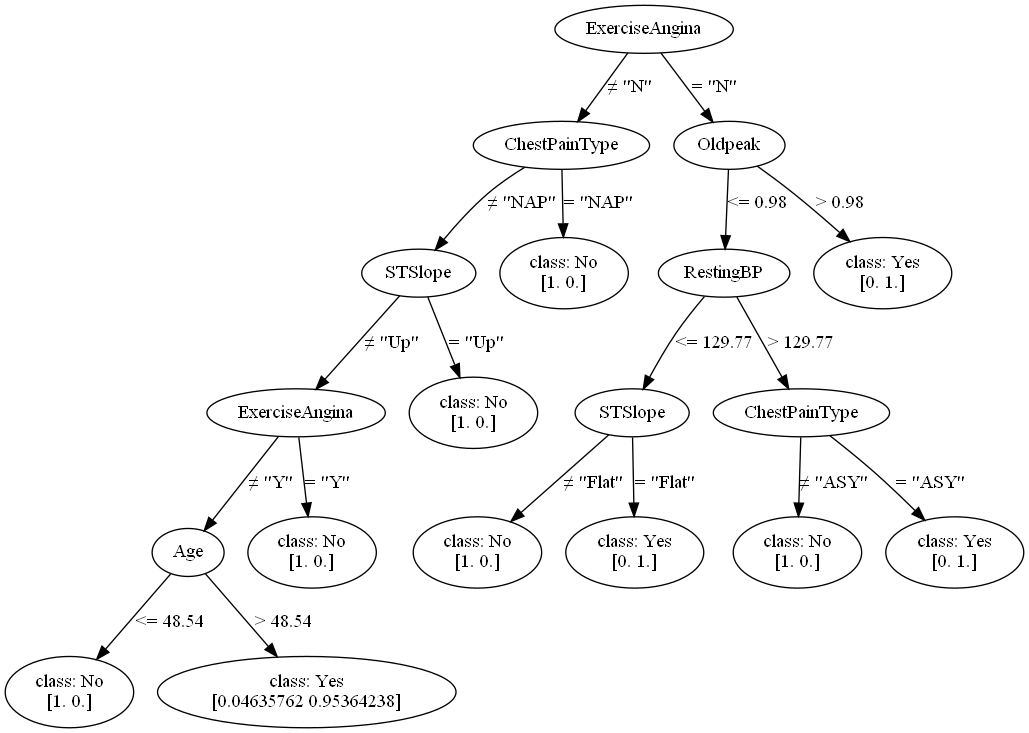 ExerciseAngina
≠ "N"
= "N"
ChestPainType
Oldpeak
≠ "NAP"
= "NAP"
<= 0.98
> 0.98
STSlope
class: No
[1. 0.]
RestingBP
class: Yes
[0. 1.]
≠ "Up"
= "Up"
<= 129.77
> 129.77
ExerciseAngina
class: No
[1. 0.]
STSlope
ChestPainType
≠ "Y"
= "Y"
≠ "Flat"
= "Flat"
≠ "ASY"
= "ASY"
Age
class: No
[1. 0.]
class: No
[1. 0.]
class: Yes
[0. 1.]
class: No
[1. 0.]
class: Yes
[0. 1.]
<= 48.54
> 48.54
class: No
[1. 0.]
class: Yes
[0.04635762 0.95364238]